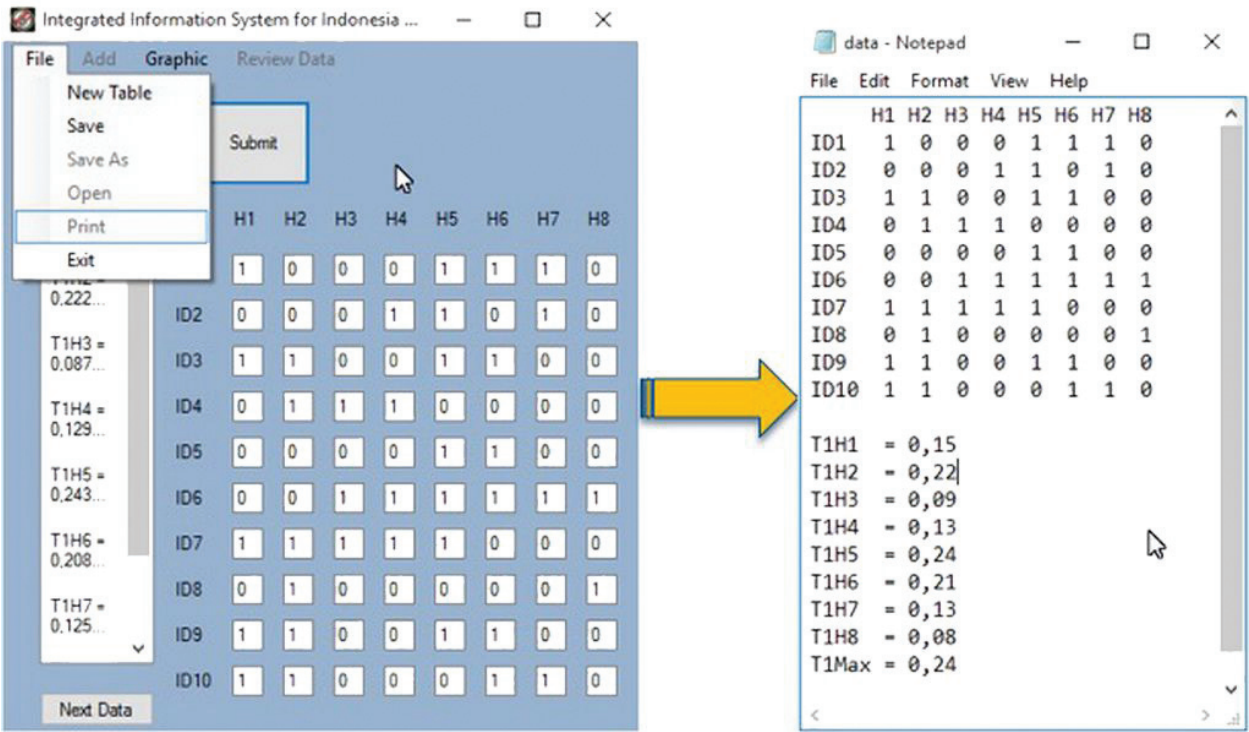 Integrated Information System for Indonesia ...
File Add Graphic Review Data
New Table
Save
Save As
Open
Print
Exit
Submit
H1 H2 H3 H4 H5 H6 H7 H8
1 0 0 0 1 1 1 0
ID2 0 0 0 1 1 0 1 0
ID3 1 1 0 0 1 1 0 0
ID4 0 1 1 1 0 0 0 0
ID5 0 0 0 0 1 1 0 0
ID6 0 0 1 1 1 1 1 1
ID7 1 1 1 1 1 0 0 0
ID8 0 1 0 0 0 0 0 1
ID9 1 1 0 0 1 1 0 0
ID10 1 1 0 0 0 1 1 0
0,222...
T1H3 =
0.087...
T1H4 =
0,129...
T1H5 =
0,243...
T1H6 =
0,208...
T1H7 =
0,125...
Next Data
data - Notepad
File Edit Format View Help
H1 H2 H3 H4 H5 H6 H7 H8
ID1 1 0 0 0 1 1 1 0
ID2 0 0 0 1 1 0 1 0
ID3 1 1 0 0 1 1 0 0
ID4 0 1 1 1 0 0 0 0
ID5 0 0 0 0 1 1 0 0
ID6 0 0 1 1 1 1 1 1
ID7 1 1 1 1 1 0 0 0
ID8 0 1 0 0 0 0 0 1
ID9 1 1 0 0 1 1 0 0
ID10 1 1 0 0 0 1 1 0
T1H1 = 0,15
T1H2 = 0,22
T1H3 = 0,09
T1H4 = 0,13
T1H5 = 0,24
T1H6 = 0,21
T1H7 = 0,13
T1H8 = 0,08
T1Max = 0,24